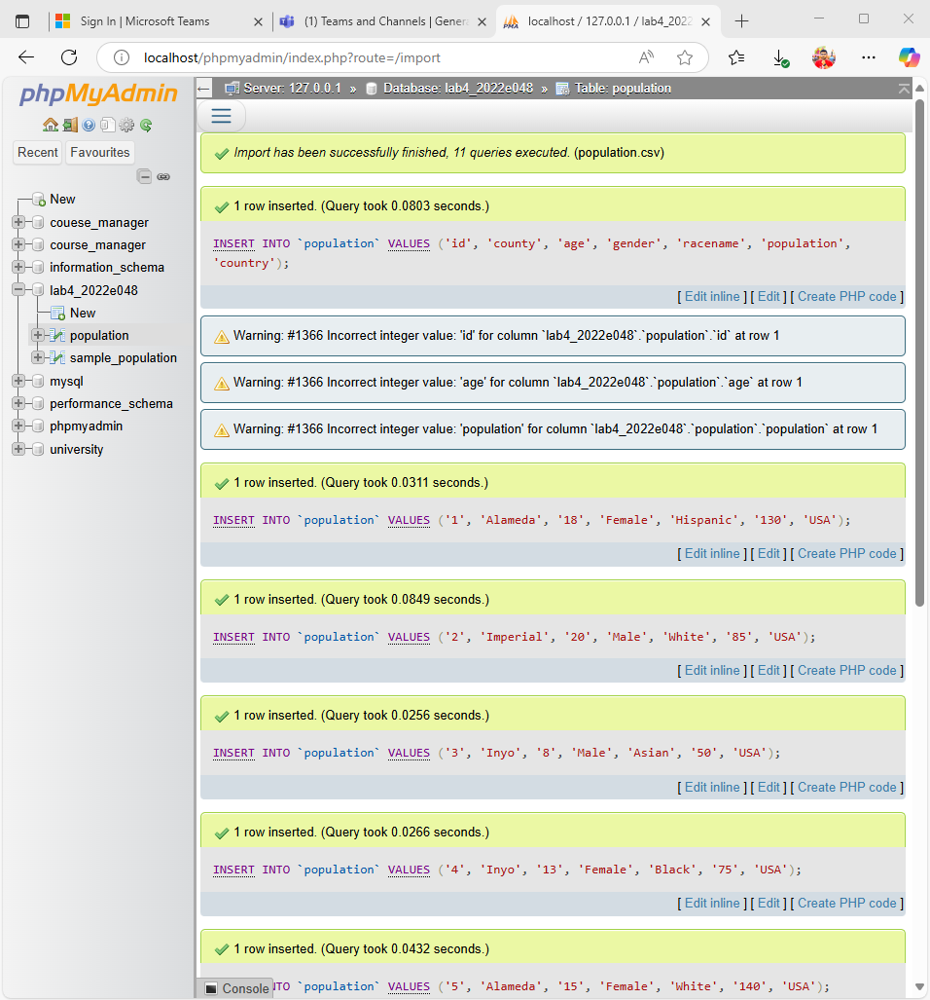 Sign In | Microsoft Teams
(1) Teams and Channels | Genera
localhost / 127.0.0.1 / lab4_2022
localhost/phpmyadmin/index.php?route=/import
phpMyAdmin
Recent
Favourites
New
couese_manager
course_manager
information_schema
lab4_2022e048
New
population
sample_population
mysql
performance_schema
phpmyadmin
university
Server: 127.0.0.1 » Database: lab4_2022e048 » Table: population
Import has been successfully finished, 11 queries executed. (population.csv)
1 row inserted. (Query took 0.0803 seconds.)
INSERT INTO `population` VALUES ('id', 'county', 'age', 'gender', 'racename', 'population',
'country');
[ Edit inline ] [ Edit ] [ Create PHP code ]
Warning: #1366 Incorrect integer value: 'id' for column `lab4_2022e048`.`population`.`id` at row 1
Warning: #1366 Incorrect integer value: 'age' for column `lab4_2022e048`.`population`.`age` at row 1
Warning: #1366 Incorrect integer value: 'population' for column `lab4_2022e048`.`population`.`population` at row 1
1 row inserted. (Query took 0.0311 seconds.)
INSERT INTO `population` VALUES ('1', 'Alameda', '18', 'Female', 'Hispanic', '130', 'USA');
[ Edit inline ] [ Edit ] [ Create PHP code ]
1 row inserted. (Query took 0.0849 seconds.)
INSERT INTO `population` VALUES ('2', 'Imperial', '20', 'Male', 'White', '85', 'USA');
[ Edit inline ] [ Edit ] [ Create PHP code ]
1 row inserted. (Query took 0.0256 seconds.)
INSERT INTO `population` VALUES ('3', 'Inyo', '8', 'Male', 'Asian', '50', 'USA');
[ Edit inline ] [ Edit ] [ Create PHP code ]
1 row inserted. (Query took 0.0266 seconds.)
INSERT INTO `population` VALUES ('4', 'Inyo', '13', 'Female', 'Black', '75', 'USA');
[ Edit inline ] [ Edit ] [ Create PHP code ]
1 row inserted. (Query took 0.0432 seconds.)
Console
NTO `population` VALUES ('5', 'Alameda', '15', 'Female', 'White', '140', 'USA');